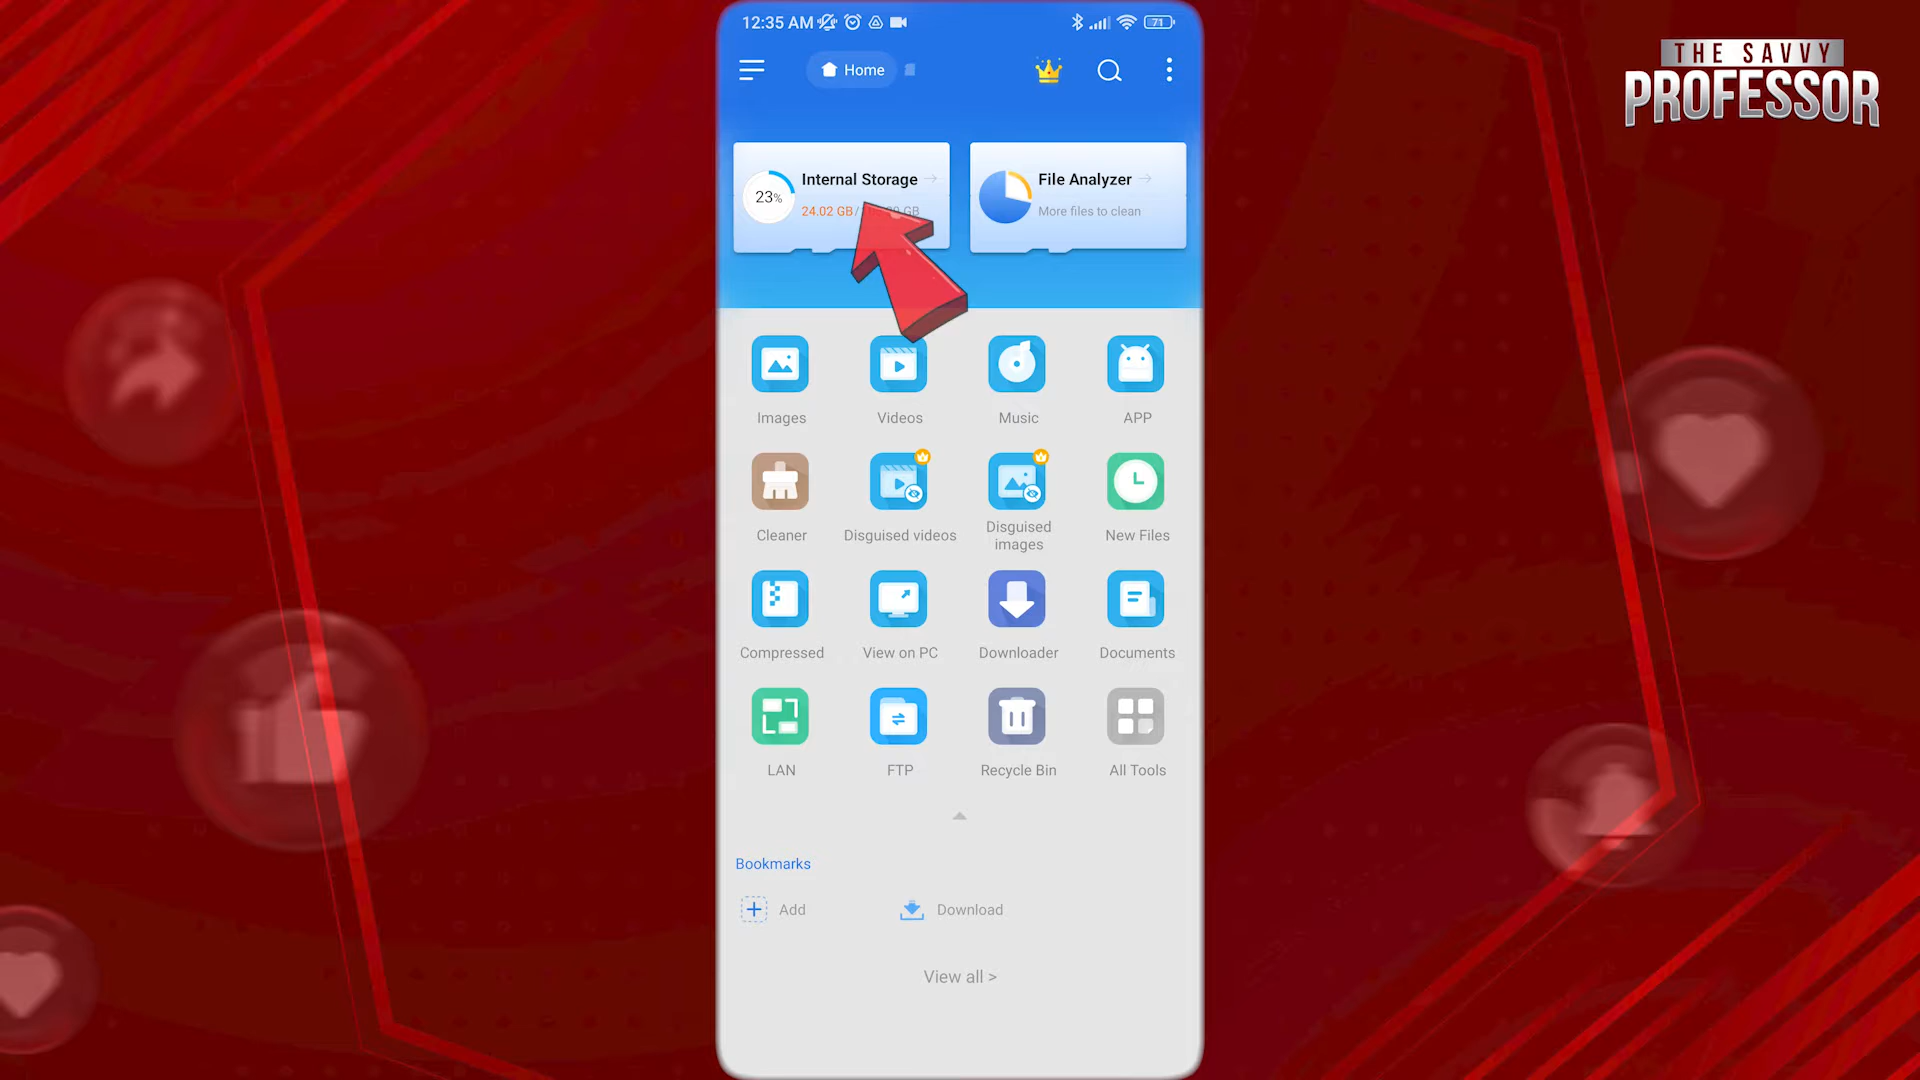 12:35 AM
71
THE SAVVY
PROFESSOR
Home
Internal Storage
23%
24.02 GB/
GB
File Analyzer
More files to clean
Images
Videos
Music
APP
Cleaner
Disguised videos
Disguised
images
New Files
Compressed
View on PC
Downloader
Documents
LAN
FTP
Recycle Bin
All Tools
Bookmarks
Add
Download
View all >